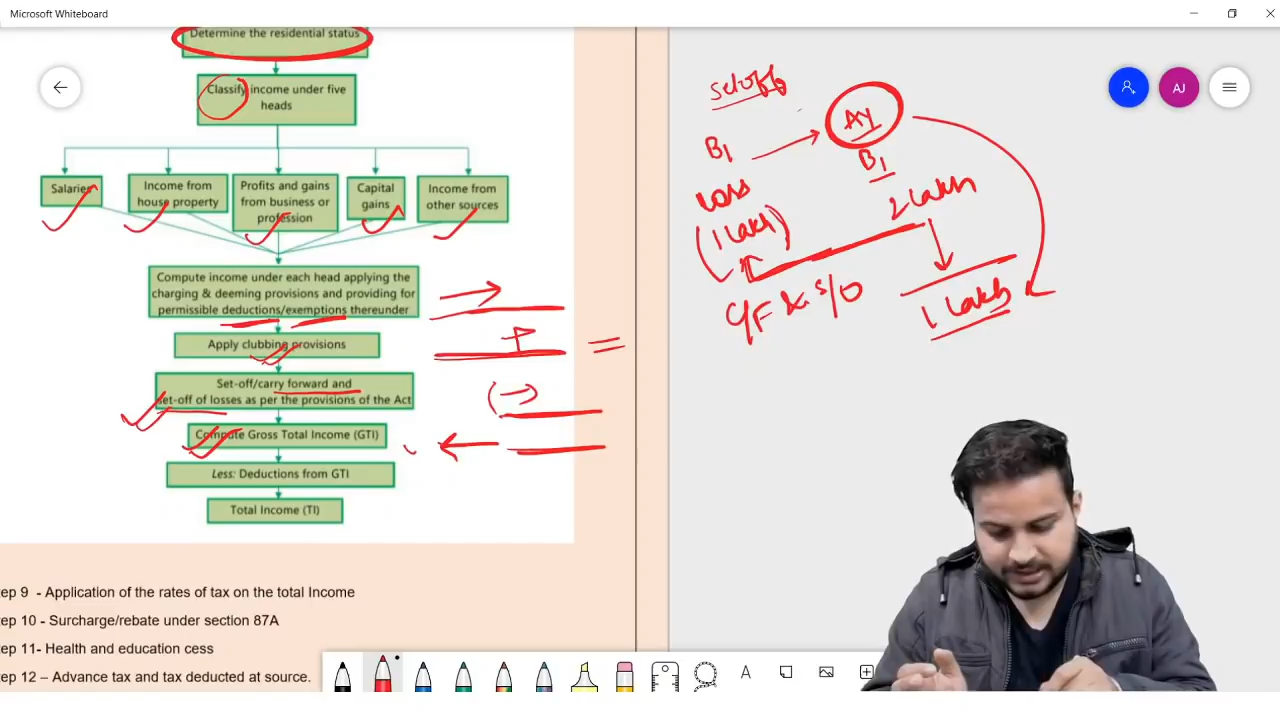 Microsoft Whiteboard
Determine the residential status
Classify income under five
heads
Salaries
Income from
house property
Profits and gains
from business or
profession
Capital
gains
Income from
other sources
Compute income under each head applying the
charging & deeming provisions and providing for
permissible deductions/exemptions thereunder
Apply clubbing provisions
Set-off/carry forward and
set-off of losses as per the provisions of the Act
Compute Gross Total Income (GTI)
Less: Deductions from GTI
Total Income (TI)
tep 9 - Application of the rates of tax on the total Income
tep 10 - Surcharge/rebate under section 87A
tep 11- Health and education cess
tep 12 – Advance tax and tax deducted at source.
setoff
B1
AY
B1
Loss
(1 Lakh)
2 Lakh
CF & S/O
1 Lakh
AJ
A